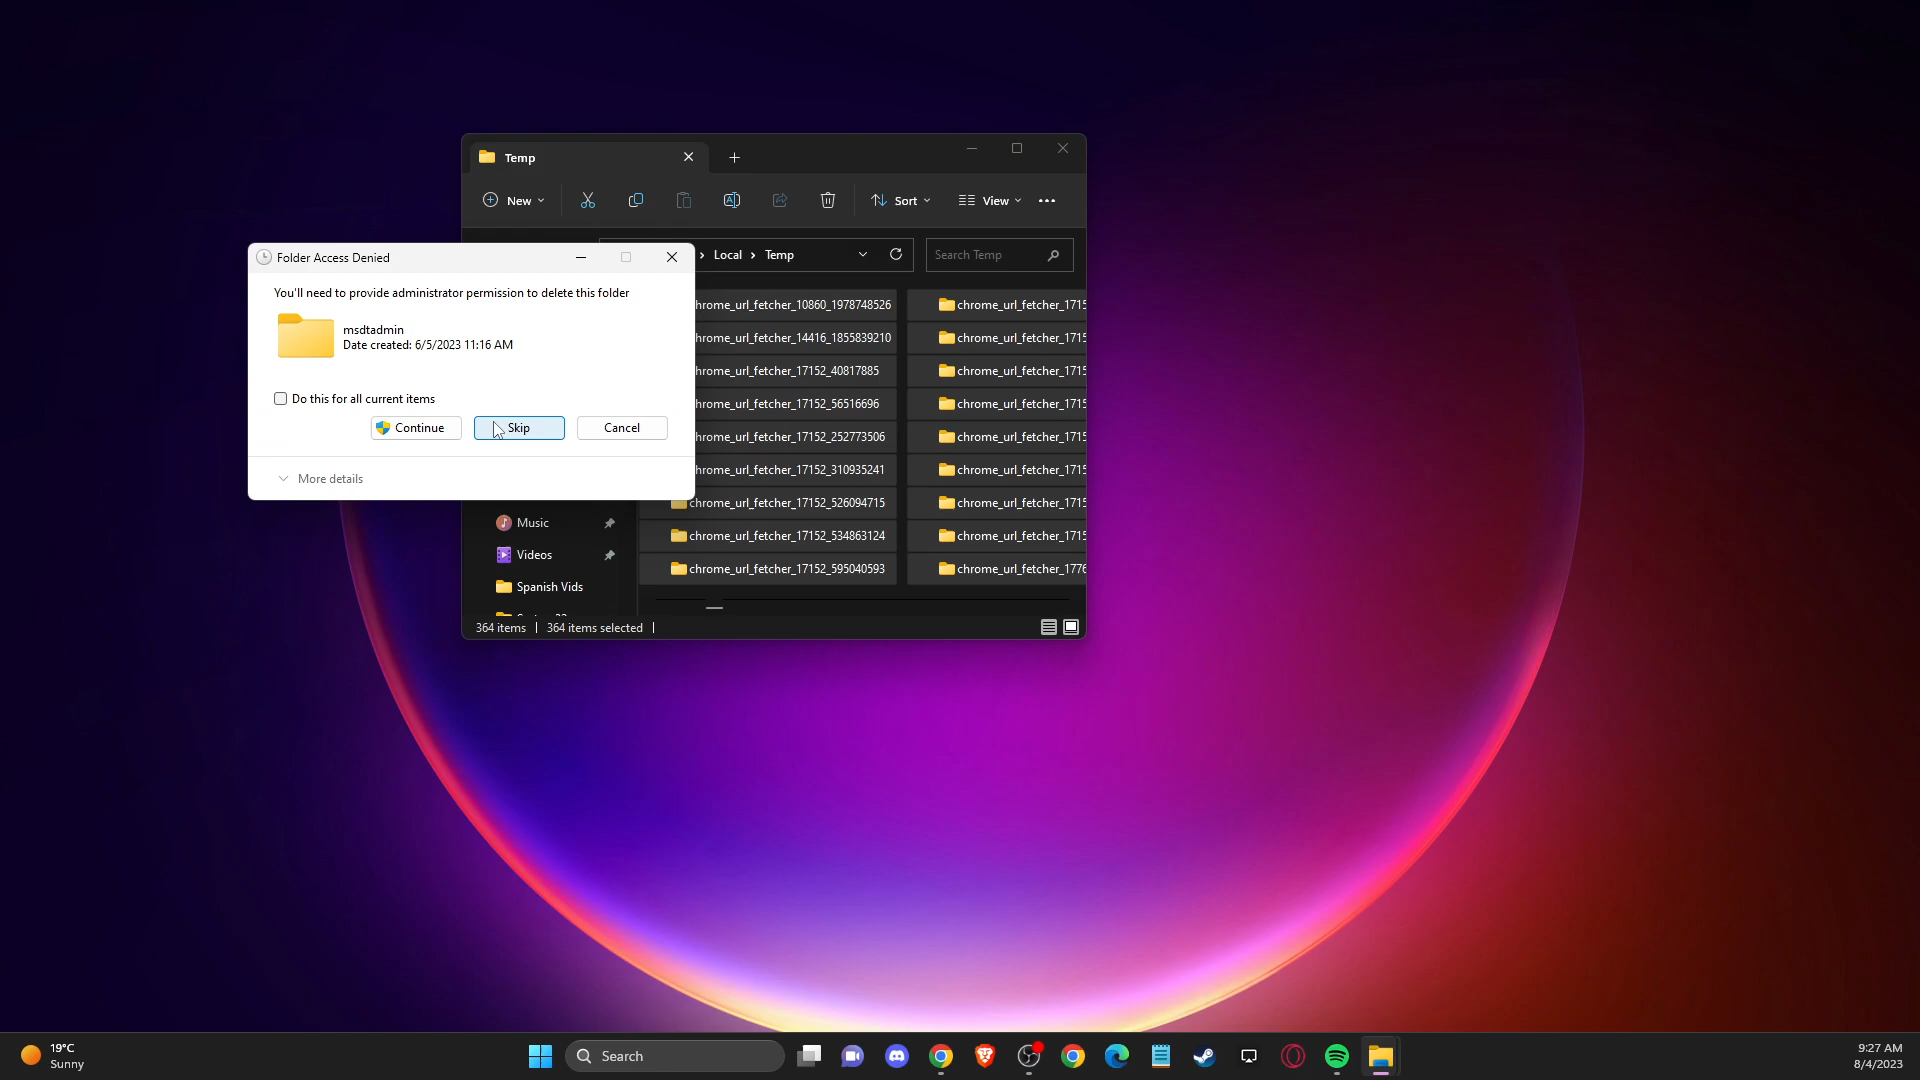 Temp
New
Sort
View
Local > Temp
Search Temp
Folder Access Denied
You'll need to provide administrator permission to delete this folder
msdtadmin
Date created: 6/5/2023 11:16 AM
Do this for all current items
Continue
Skip
Cancel
More details
hrome_url_fetcher_10860_1978748526
hrome_url_fetcher_14416_1855839210
hrome_url_fetcher_17152_40817885
hrome_url_fetcher_17152_56516696
hrome_url_fetcher_17152_252773506
hrome_url_fetcher_17152_310935241
chrome_url_fetcher_17152_526094715
chrome_url_fetcher_17152_534863124
chrome_url_fetcher_17152_595040593
chrome_url_fetcher_1715
chrome_url_fetcher_1715
chrome_url_fetcher_1715
chrome_url_fetcher_1715
chrome_url_fetcher_1715
chrome_url_fetcher_1715
chrome_url_fetcher_1715
chrome_url_fetcher_1715
chrome_url_fetcher_1776
Music
Videos
Spanish Vids
364 items
364 items selected
19°C
Sunny
Search
9:27 AM
8/4/2023